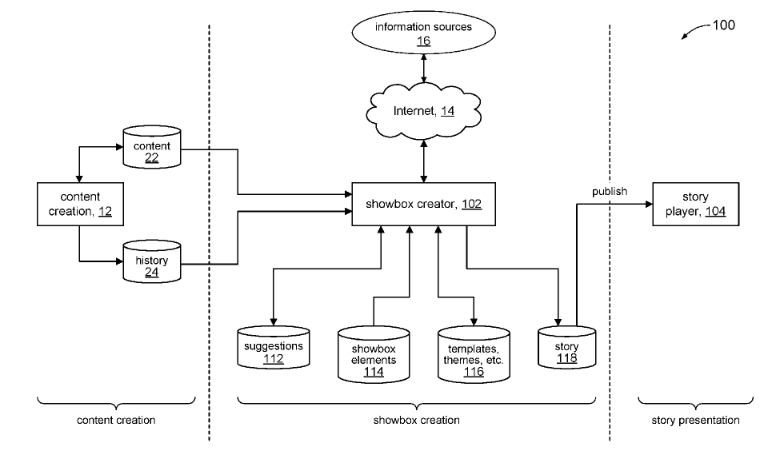 information sources
16
100
Internet, 14
content
22
content
creation, 12
history
24
showbox creator, 102
publish
story
player, 104
suggestions
112
showbox
elements
114
templates,
themes, etc.
116
story
118
content creation
showbox creation
story presentation